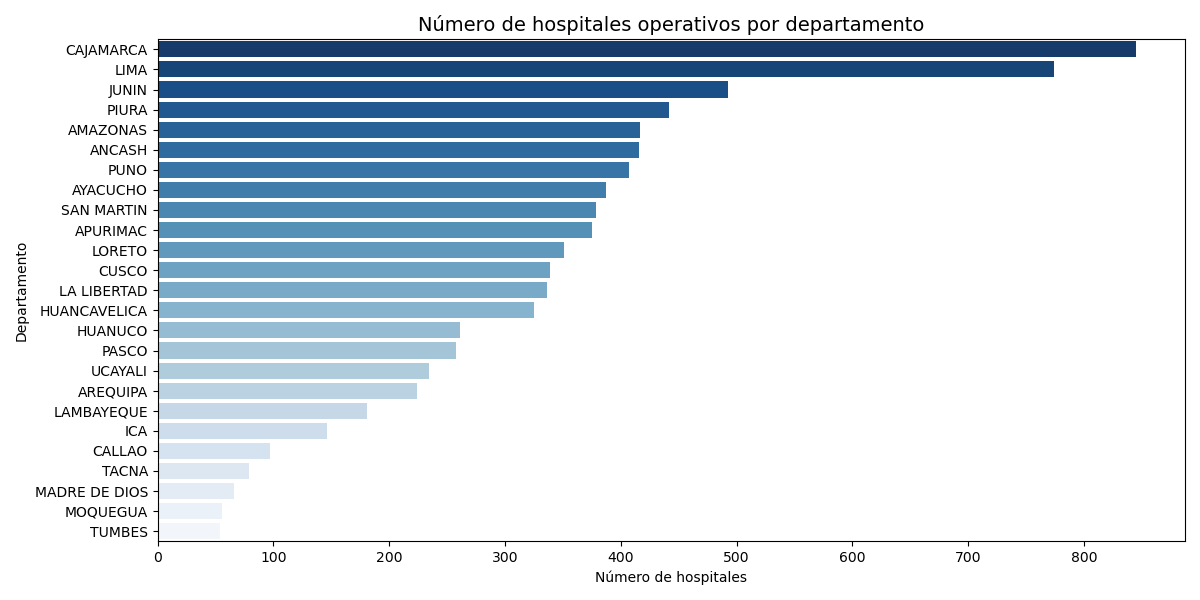 Número de hospitales operativos por departamento
CAJAMARCA
LIMA
JUNIN
PIURA
AMAZONAS
ANCASH
PUNO
AYACUCHO
SAN MARTIN
APURIMAC
LORETO
CUSCO
LA LIBERTAD
HUANCAVELICA
HUANUCO
PASCO
UCAYALI
AREQUIPA
LAMBAYEQUE
ICA
CALLAO
TACNA
MADRE DE DIOS
MOQUEGUA
TUMBES
Departamento
0 100 200 300 400 500 600 700 800
Número de hospitales